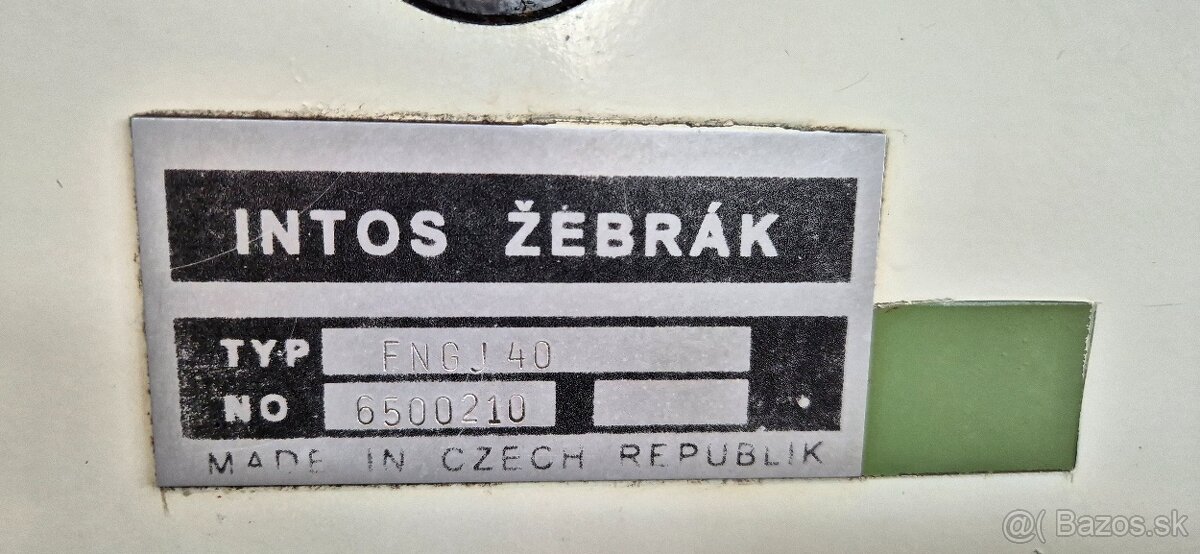 INTOS ŽEBRÁK
TYP FNGJ 40
NO 6500210
MADE IN CZECH REPUBLIK
@( Bazos.sk